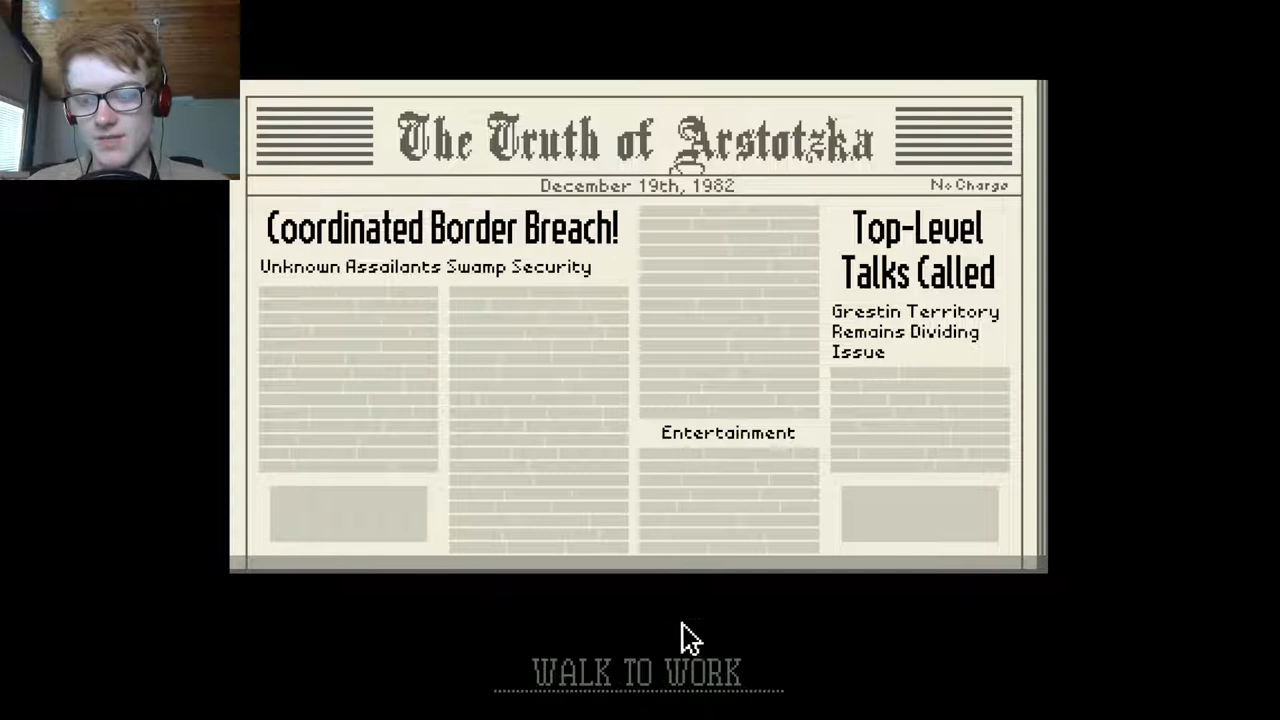 The Truth of Arstotzka
December 19th, 1982
No Charge
Coordinated Border Breach!
Unknown Assailants Swamp Security
Entertainment
Top-Level
Talks Called
Grestin Territory
Remains Dividing
Issue
WALK TO WORK